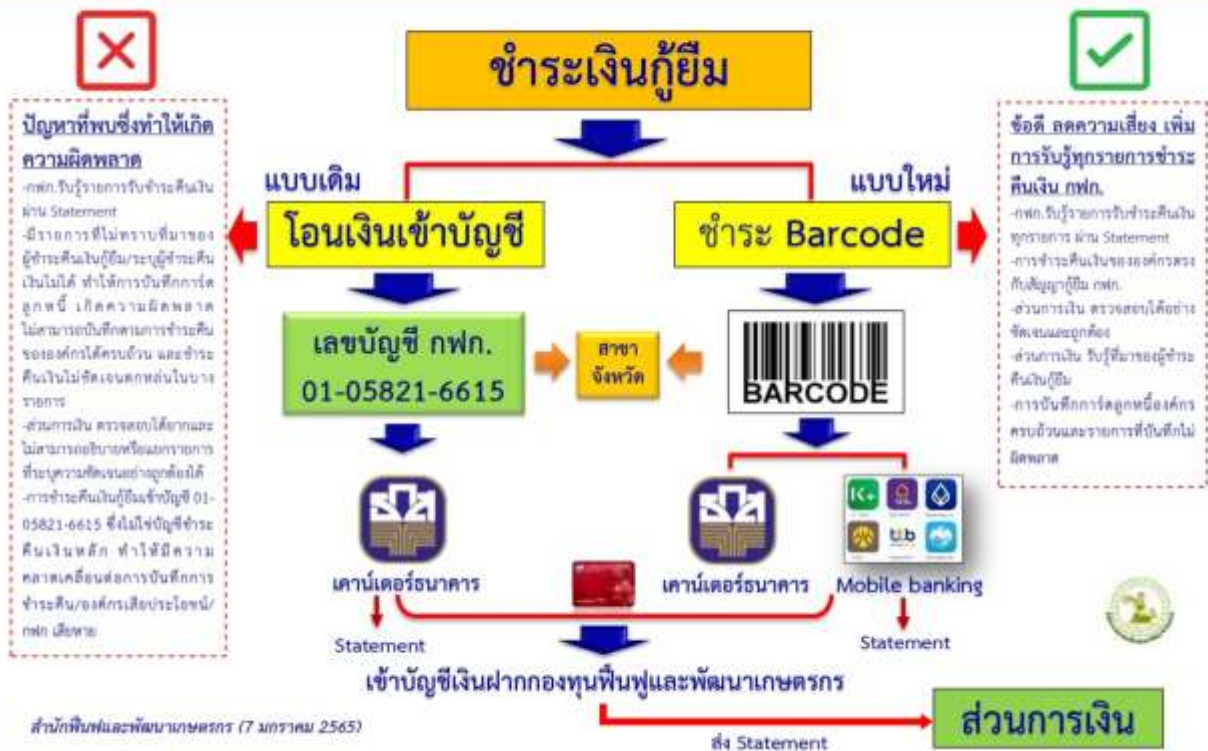 ชำระเงินกู้ยืม
ปัญหาที่พบซึ่งทำให้เกิด
ความผิดพลาด
-กฟก.รับรู้รายการรับชำระคืนเงิน
ผ่าน Statement
-มีรายการที่ไม่ทราบที่มาของ
ผู้ชำระคืนเงินกู้ยืม/ระบุผู้ชำระคืน
เงินไม่ได้ ทำให้การบันทึกการ์ด
ลูกหนี้ เกิดความผิดพลาด
ไม่สามารถบันทึกตามการชำระคืน
ขององค์กรได้ครบถ้วน และชำระ
คืนเงินไม่ชัดเจนตกหล่นในบาง
รายการ
-ส่วนการเงิน ตรวจสอบได้ยากและ
ไม่สามารถอธิบายหรือแยกรายการ
ที่ระบุความชัดเจนอย่างถูกต้องได้
-การชำระคืนเงินกู้ยืมเข้าบัญชี 01-
05821-6615 ซึ่งไม่ใช่บัญชีชำระ
คืนเงินหลัก ทำให้มีความ
คลาดเคลื่อนต่อการบันทึกการ
ชำระคืน/องค์กรเสียประโยชน์/
กฟก เสียหาย
แบบเดิม
โอนเงินเข้าบัญชี
เลขบัญชี กฟก.
01-05821-6615
สาขา
จังหวัด
แบบใหม่
ชำระ Barcode
BARCODE
ข้อดี ลดความเสี่ยง เพิ่ม
การรับรู้ทุกรายการชำระ
คืนเงิน กฟก.
-กฟก.รับรู้รายการรับชำระคืนเงิน
ทุกรายการ ผ่าน Statement
-การชำระคืนเงินขององค์กรตรง
กับสัญญากู้ยืม กฟก.
-ส่วนการเงิน ตรวจสอบได้อย่าง
ชัดเจนและถูกต้อง
-ส่วนการเงิน รับรู้ที่มาของผู้ชำระ
คืนเงินกู้ยืม
-การบันทึกการ์ดลูกหนี้องค์กร
ครบถ้วนและรายการที่บันทึกไม่
ผิดพลาด
K+
ttb
เคาน์เตอร์ธนาคาร
เคาน์เตอร์ธนาคาร
Mobile banking
Statement
Statement
เข้าบัญชีเงินฝากกองทุนฟื้นฟูและพัฒนาเกษตรกร
ส่วนการเงิน
ส่ง Statement
สำนักฟื้นฟูและพัฒนาเกษตรกร (7 มกราคม 2565)